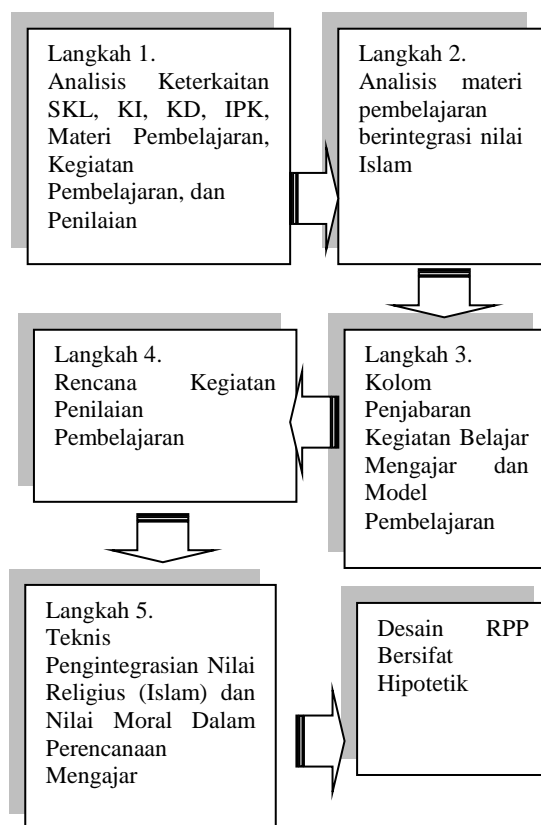 Langkah 1.
Analisis Keterkaitan
SKL, KI, KD, IPK,
Materi Pembelajaran,
Kegiatan
Pembelajaran, dan
Penilaian
Langkah 2.
Analisis materi
pembelajaran
berintegrasi nilai
Islam
Langkah 3.
Kolom
Penjabaran
Kegiatan Belajar
Mengajar dan
Model
Pembelajaran
Langkah 4.
Rencana Kegiatan
Penilaian
Pembelajaran
Langkah 5.
Teknis
Pengintegrasian Nilai
Religius (Islam) dan
Nilai Moral Dalam
Perencanaan
Mengajar
Desain RPP
Bersifat
Hipotetik